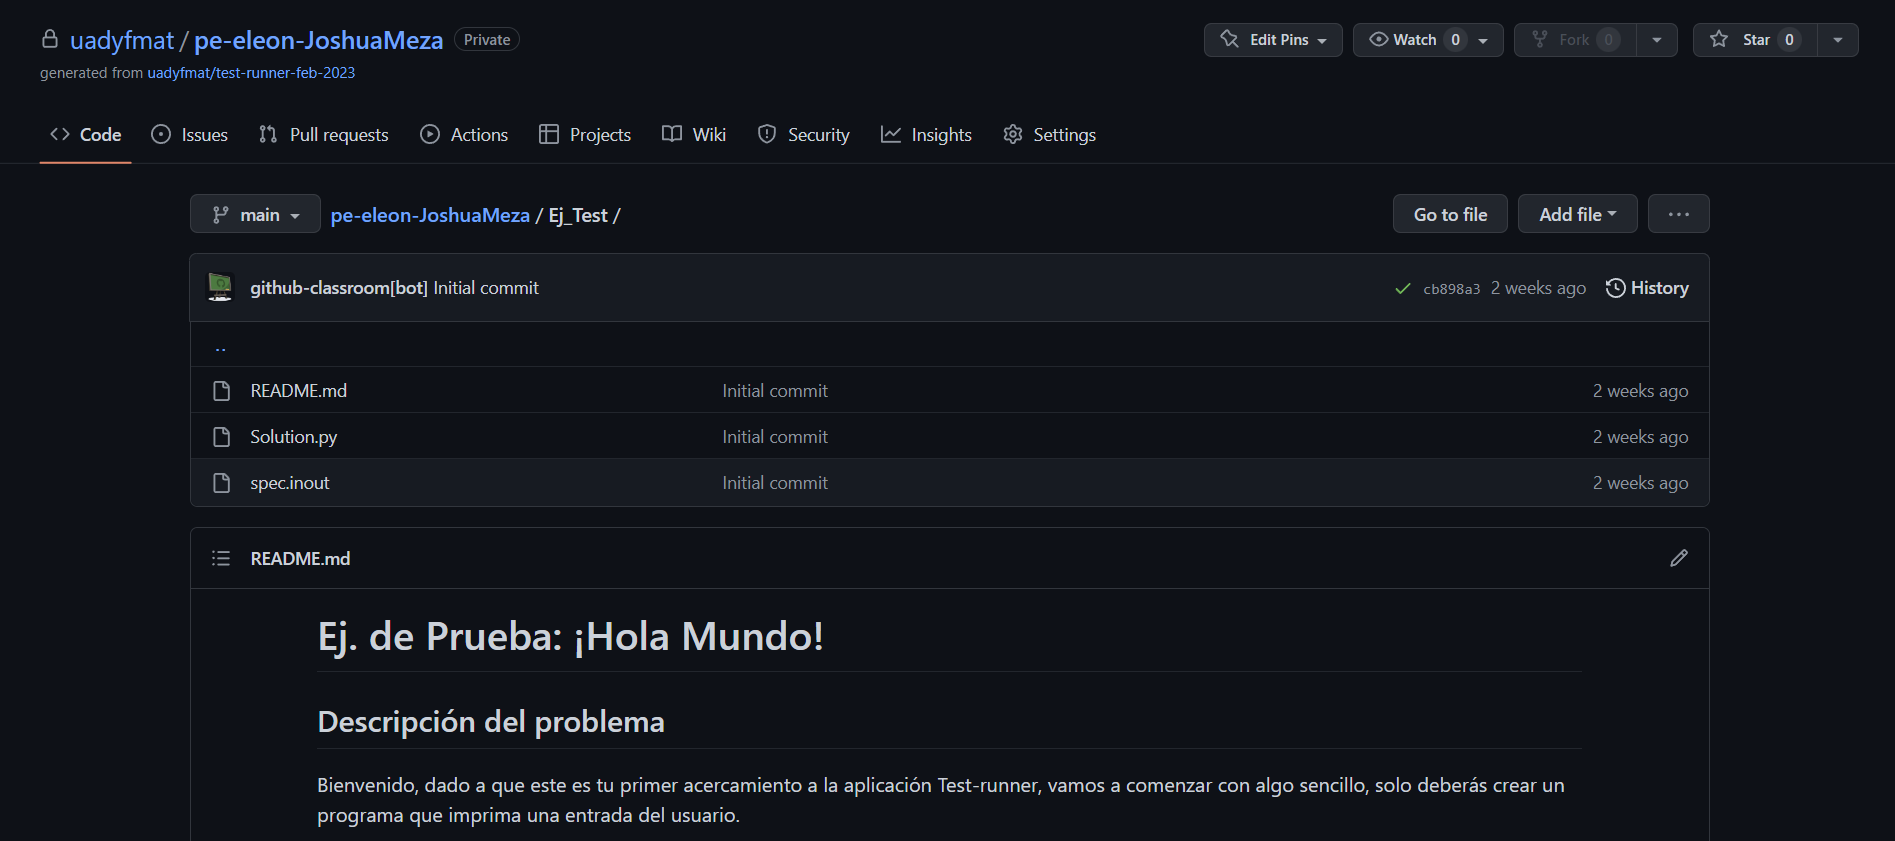 uadyfmat / pe-eleon-JoshuaMeza Private
Edit Pins Watch 0 Fork 0 Star 0
generated from uadyfmat/test-runner-feb-2023
Code Issues Pull requests Actions Projects Wiki Security Insights Settings
main pe-eleon-JoshuaMeza / Ej_Test / Go to file Add file ...
github-classroom[bot] Initial commit cb898a3 2 weeks ago History
..
README.md Initial commit 2 weeks ago
Solution.py Initial commit 2 weeks ago
spec.inout Initial commit 2 weeks ago
README.md
Ej. de Prueba: ¡Hola Mundo!
Descripción del problema
Bienvenido, dado a que este es tu primer acercamiento a la aplicación Test-runner, vamos a comenzar con algo sencillo, solo deberás crear un
programa que imprima una entrada del usuario.